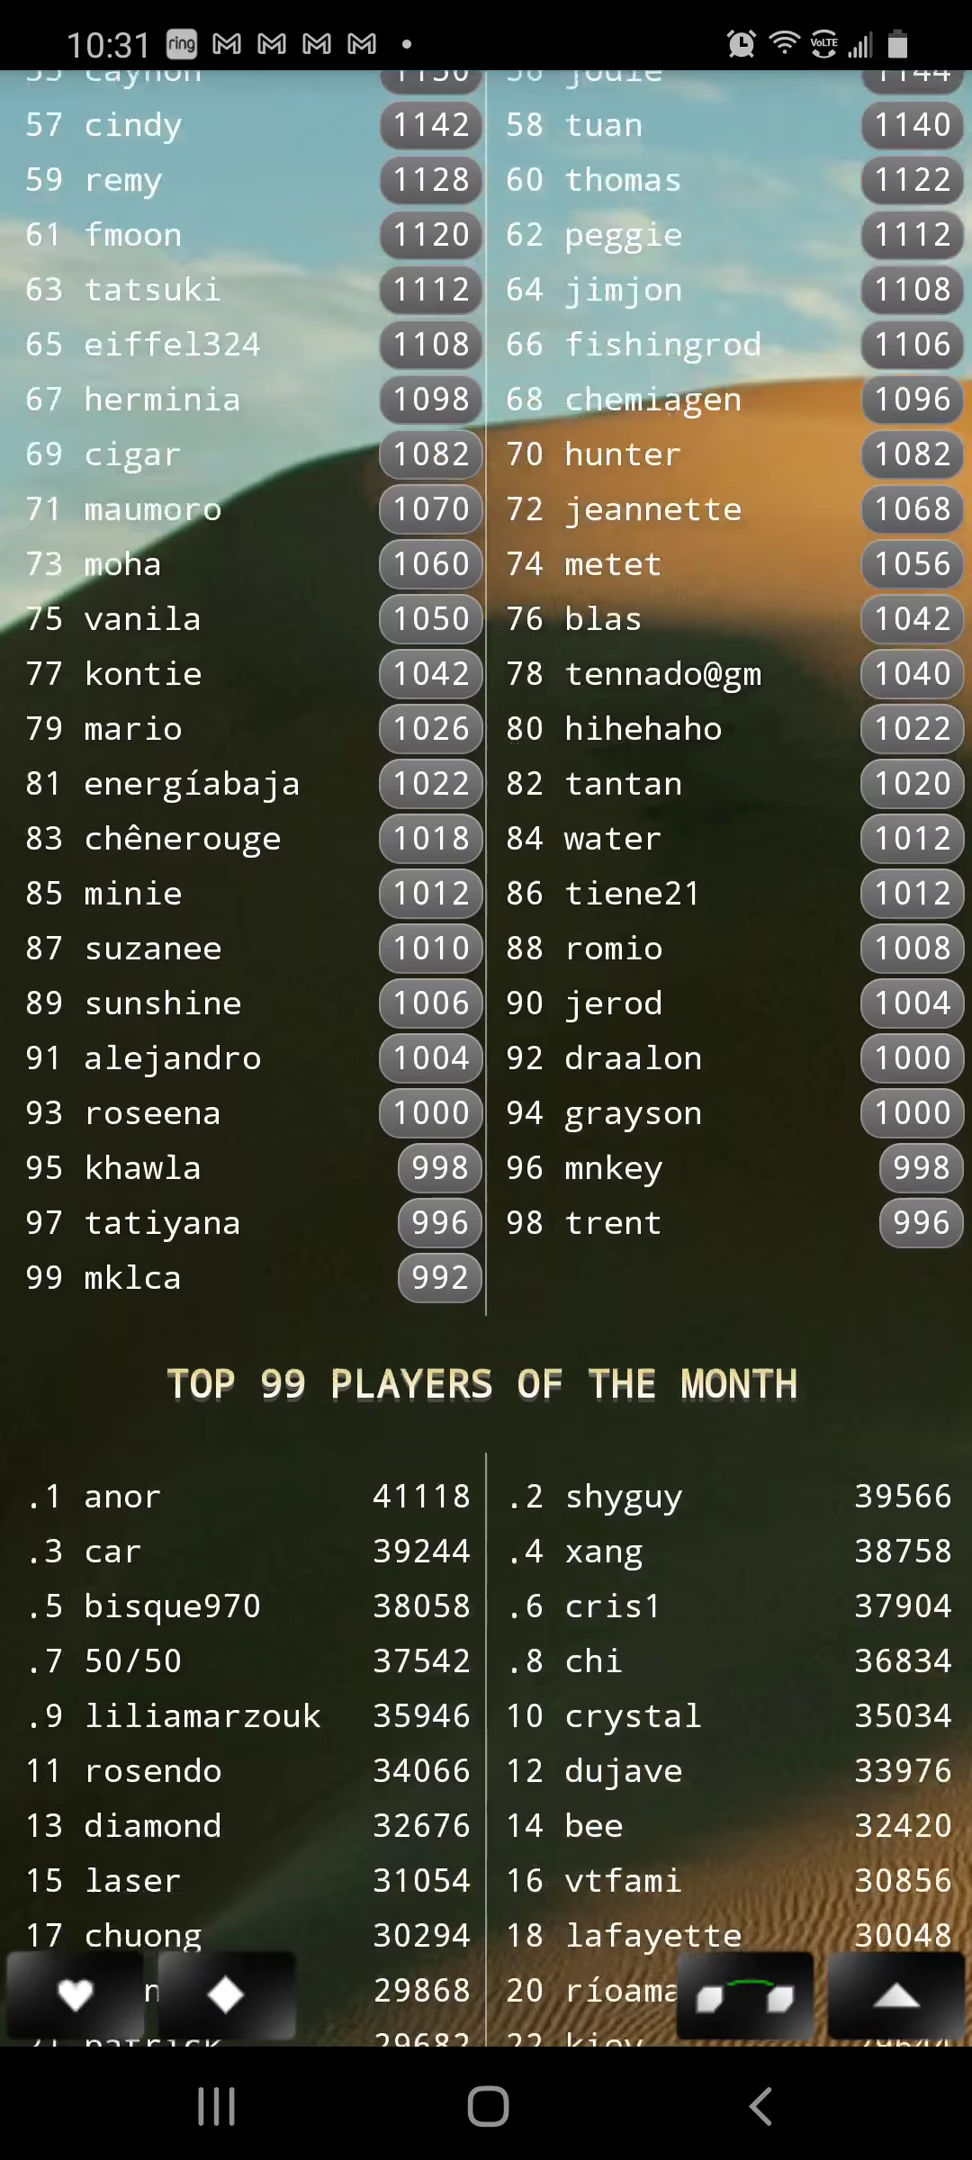 10:31 ring VoLTE
57 cindy 1142 58 tuan 1140
59 remy 1128 60 thomas 1122
61 fmoon 1120 62 peggie 1112
63 tatsuki 1112 64 jimjon 1108
65 eiffel324 1108 66 fishingrod 1106
67 herminia 1098 68 chemiagen 1096
69 cigar 1082 70 hunter 1082
71 maumoro 1070 72 jeannette 1068
73 moha 1060 74 metet 1056
75 vanila 1050 76 blas 1042
77 kontie 1042 78 tennado@gm 1040
79 mario 1026 80 hihehaho 1022
81 energíabaja 1022 82 tantan 1020
83 chênerouge 1018 84 water 1012
85 minie 1012 86 tiene21 1012
87 suzanee 1010 88 romio 1008
89 sunshine 1006 90 jerod 1004
91 alejandro 1004 92 draalon 1000
93 roseena 1000 94 grayson 1000
95 khawla 998 96 mnkey 998
97 tatiyana 996 98 trent 996
99 mklca 992
TOP 99 PLAYERS OF THE MONTH
.1 anor 41118 .2 shyguy 39566
.3 car 39244 .4 xang 38758
.5 bisque970 38058 .6 cris1 37904
.7 50/50 37542 .8 chi 36834
.9 liliamarzouk 35946 10 crystal 35034
11 rosendo 34066 12 dujave 33976
13 diamond 32676 14 bee 32420
15 laser 31054 16 vtfami 30856
17 chuong 30294 18 lafayette 30048
29868 20 ríoama